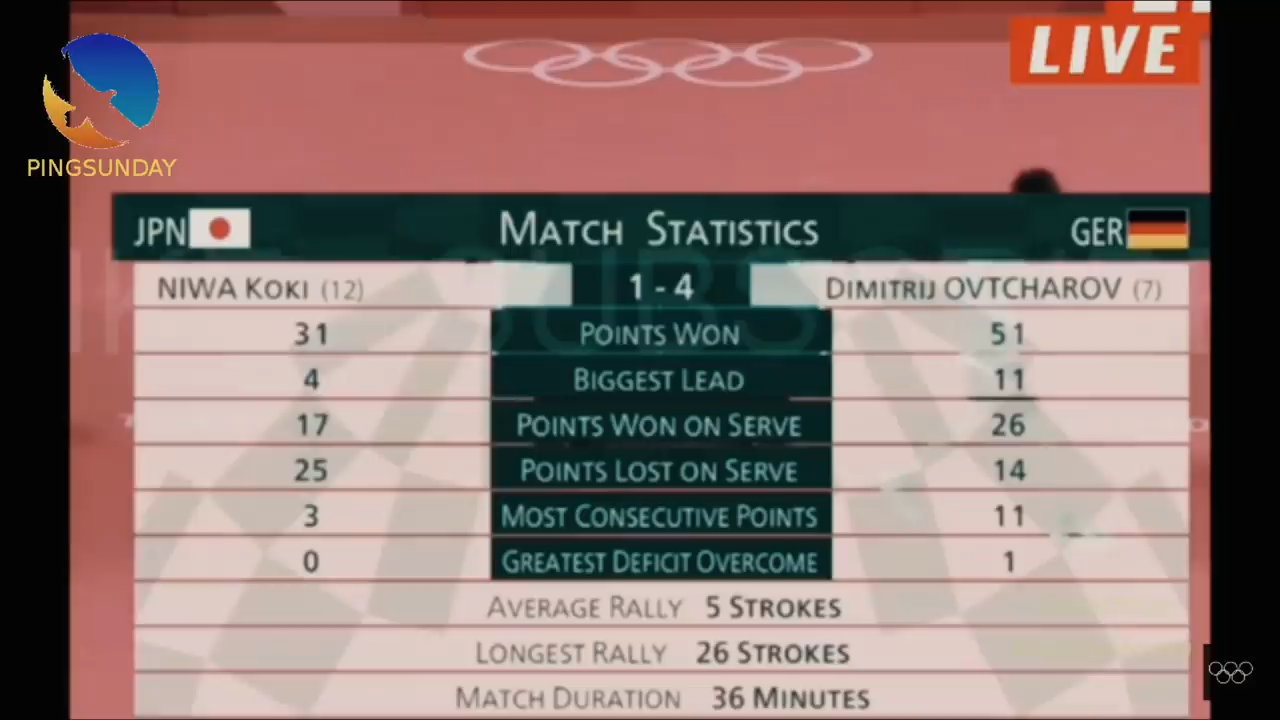 LIVE
PINGSUNDAY
JPN MATCH STATISTICS GER
NIWA KOKI (12) 1 - 4 DIMITRIJ OVTCHAROV (7)
31 POINTS WON 51
4 BIGGEST LEAD 11
17 POINTS WON ON SERVE 26
25 POINTS LOST ON SERVE 14
3 MOST CONSECUTIVE POINTS 11
0 GREATEST DEFICIT OVERCOME 1
AVERAGE RALLY 5 STROKES
LONGEST RALLY 26 STROKES
MATCH DURATION 36 MINUTES